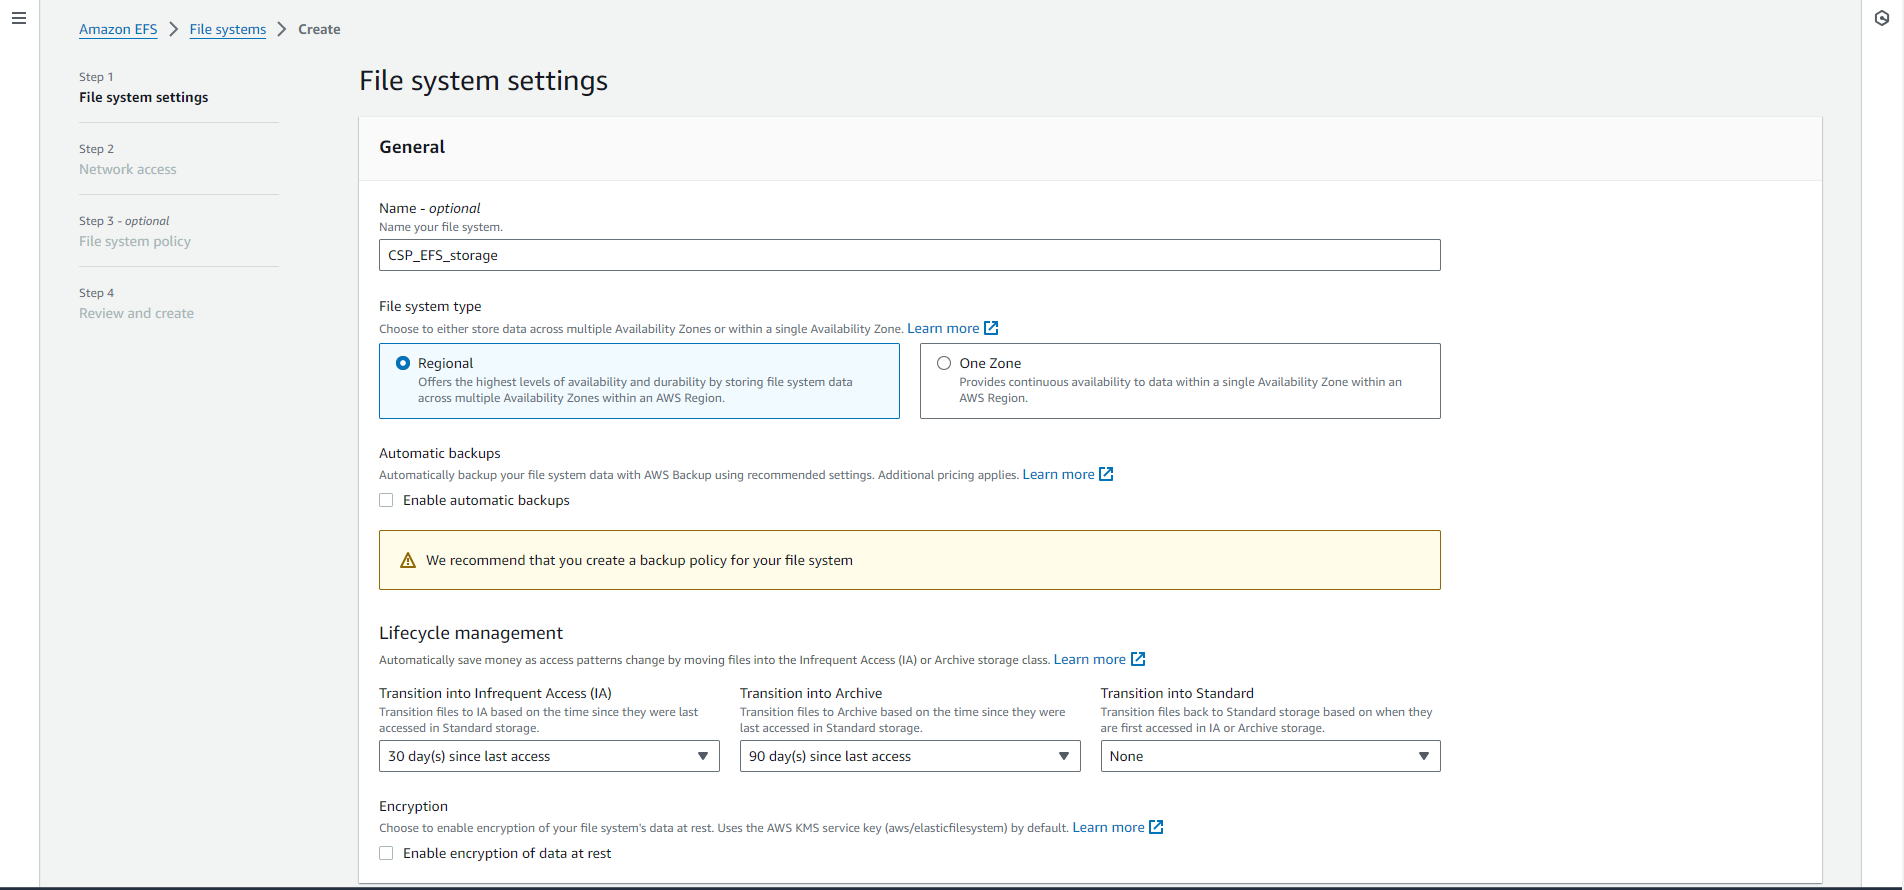 Amazon EFS > File systems > Create
Step 1
File system settings
Step 2
Network access
Step 3 - optional
File system policy
Step 4
Review and create
File system settings
General
Name - optional
Name your file system.
CSP_EFS_storage
File system type
Choose to either store data across multiple Availability Zones or within a single Availability Zone. Learn more
Regional
Offers the highest levels of availability and durability by storing file system data
across multiple Availability Zones within an AWS Region.
One Zone
Provides continuous availability to data within a single Availability Zone within an
AWS Region.
Automatic backups
Automatically backup your file system data with AWS Backup using recommended settings. Additional pricing applies. Learn more
Enable automatic backups
We recommend that you create a backup policy for your file system
Lifecycle management
Automatically save money as access patterns change by moving files into the Infrequent Access (IA) or Archive storage class. Learn more
Transition into Infrequent Access (IA)
Transition files to IA based on the time since they were last
accessed in Standard storage.
30 day(s) since last access
Transition into Archive
Transition files to Archive based on the time since they were
last accessed in Standard storage.
90 day(s) since last access
Transition into Standard
Transition files back to Standard storage based on when they
are first accessed in IA or Archive storage.
None
Encryption
Choose to enable encryption of your file system's data at rest. Uses the AWS KMS service key (aws/elasticfilesystem) by default. Learn more
Enable encryption of data at rest